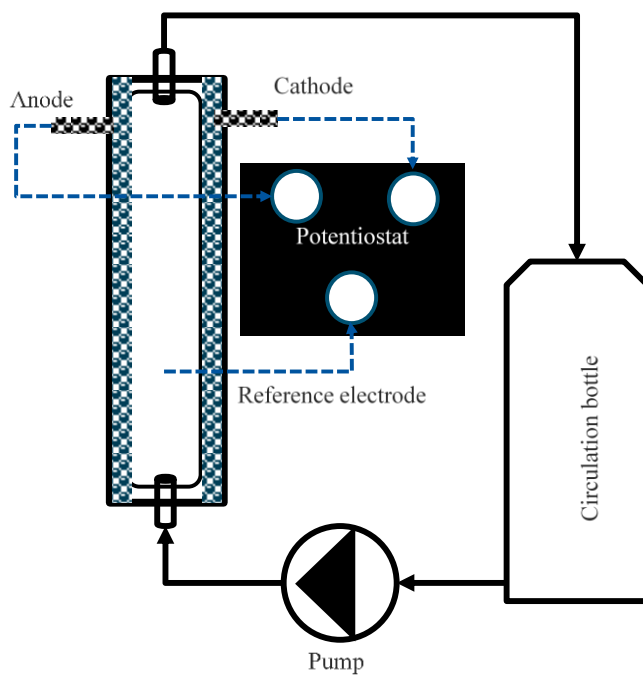 Anode
Cathode
Potentiostat
Reference electrode
Circulation bottle
Pump